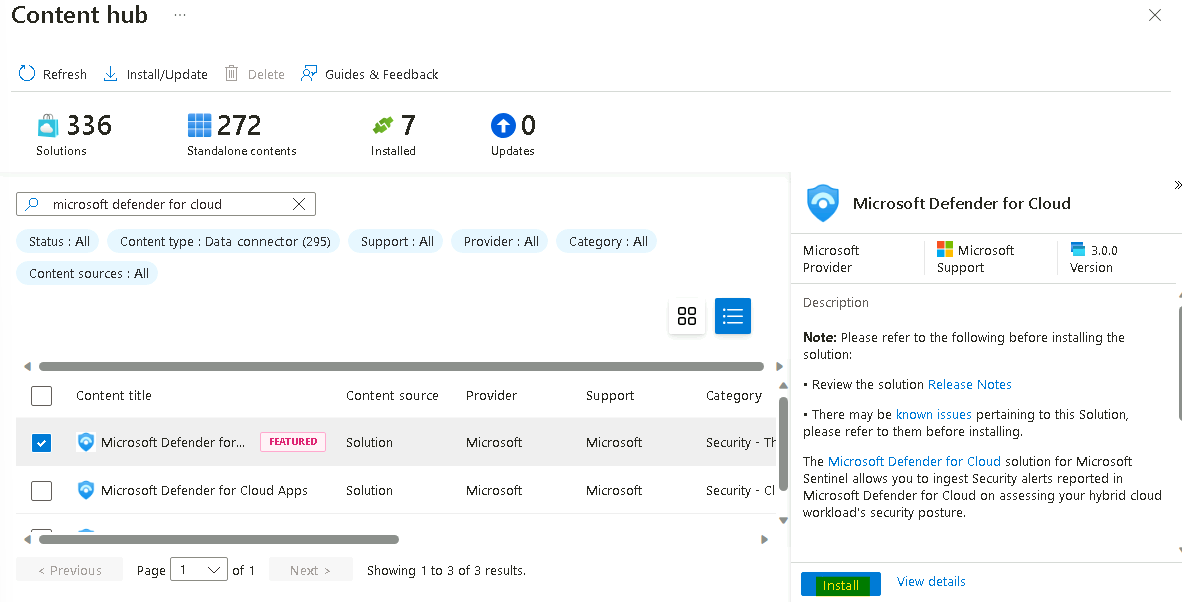 Content hub ...
Refresh Install/Update Delete Guides & Feedback
336 272 7 0
Solutions Standalone contents Installed Updates
microsoft defender for cloud
Status : All Content type : Data connector (295) Support : All Provider : All Category : All
Content sources : All
Content title Content source Provider Support Category
Microsoft Defender for... FEATURED Solution Microsoft Microsoft Security - Th
Microsoft Defender for Cloud Apps Solution Microsoft Microsoft Security - Cl
< Previous Page 1 of 1 Next > Showing 1 to 3 of 3 results.
Microsoft Defender for Cloud
Microsoft Microsoft 3.0.0
Provider Support Version
Description
Note: Please refer to the following before installing the
solution:
• Review the solution Release Notes
• There may be known issues pertaining to this Solution,
please refer to them before installing.
The Microsoft Defender for Cloud solution for Microsoft
Sentinel allows you to ingest Security alerts reported in
Microsoft Defender for Cloud on assessing your hybrid cloud
workload's security posture.
Install View details